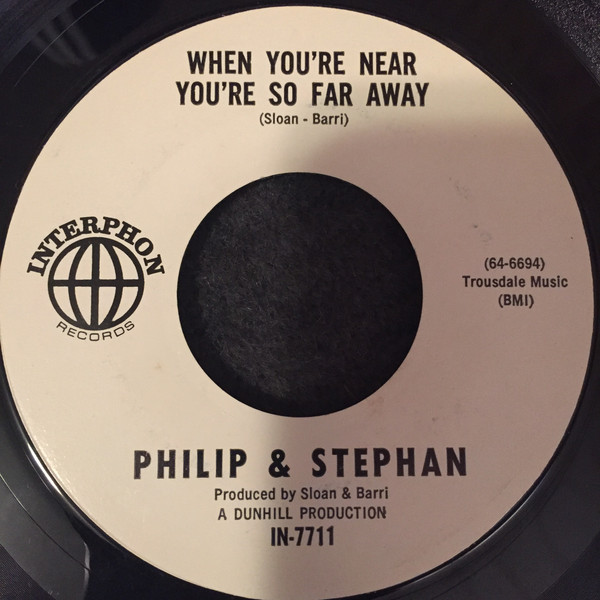 WHEN YOU'RE NEAR
YOU'RE SO FAR AWAY
(Sloan - Barri)
INTERPHON
RECORDS
(64-6694)
Trousdale Music
(BMI)
PHILIP & STEPHAN
Produced by Sloan & Barri
A DUNHILL PRODUCTION
IN-7711